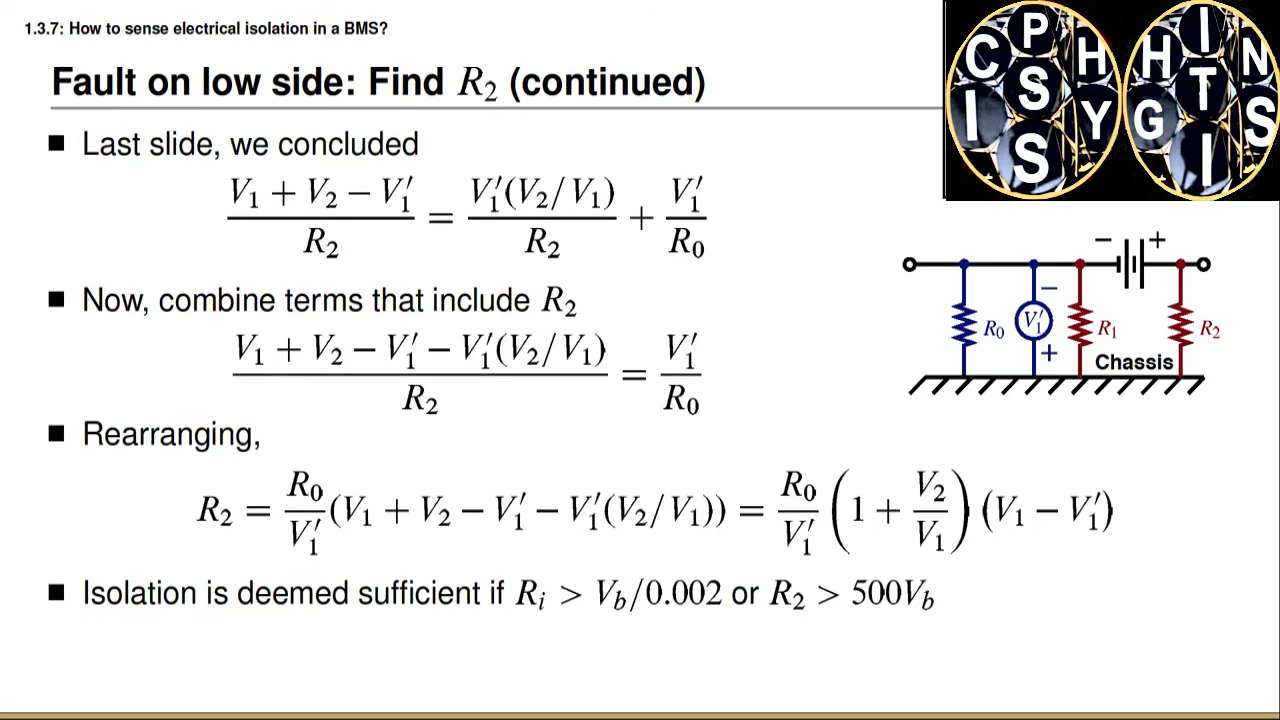 1.3.7: How to sense electrical isolation in a BMS?
Fault on low side: Find R₂ (continued)
C P H I S Y S
H I N T G S I
■ Last slide, we concluded
(V₁ + V₂ − V₁′)/R₂ = V₁′(V₂/V₁)/R₂ + V₁′/R₀
■ Now, combine terms that include R₂
(V₁ + V₂ − V₁′ − V₁′(V₂/V₁))/R₂ = V₁′/R₀
■ Rearranging,
R₂ = R₀/V₁′ (V₁ + V₂ − V₁′ − V₁′(V₂/V₁)) = R₀/V₁′ (1 + V₂/V₁) (V₁ − V₁′)
■ Isolation is deemed sufficient if Rᵢ > V_b/0.002 or R₂ > 500V_b
− +
−
R₀ V₁′ R₁ R₂
+
Chassis